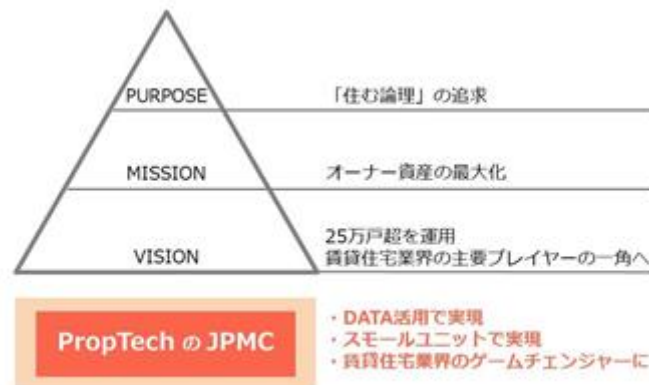 PURPOSE 「住む論理」の追求
MISSION オーナー資産の最大化
VISION 25万戸超を運用
賃貸住宅業界の主要プレイヤーの一角へ
PropTech の JPMC
・DATA活用で実現
・スモールユニットで実現
・賃貸住宅業界のゲームチェンジャーに